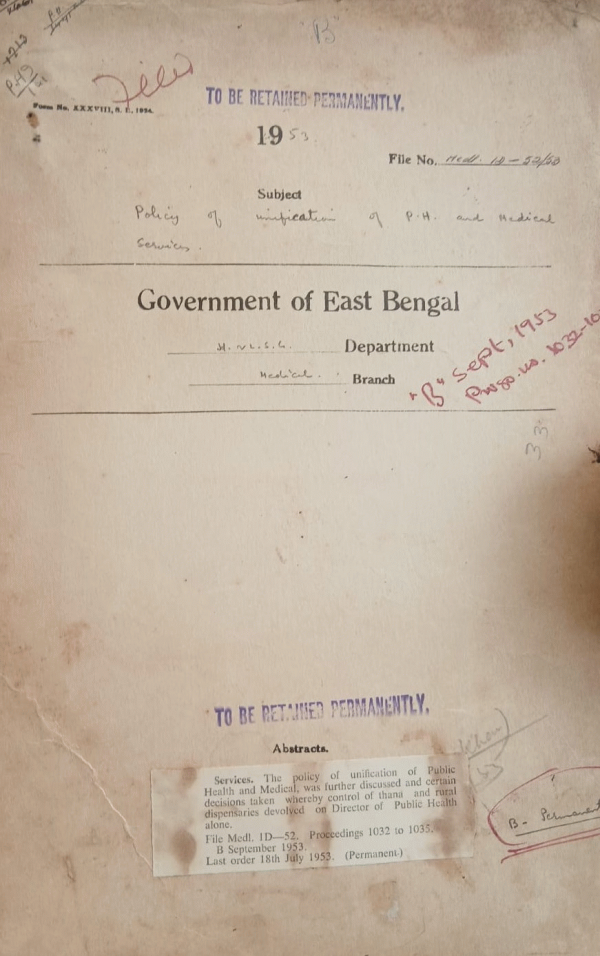 "B"
Filed
TO BE RETAINED PERMANENTLY.
Form No. XXXVIII, S. E., 1954.
1953
File No. Medl. 1D-52/50
Subject
Policy of unification of P.H. and Medical
Services.
Government of East Bengal
Department
Medical. Branch
"B" Sept, 1953
Progs. no. 1032-10
TO BE RETAINED PERMANENTLY.
Abstracts.
Services. The policy of unification of Public
Health and Medical, was further discussed and certain
decisions taken whereby control of thana and rural
dispensaries devolved on Director of Public Health
alone.
File Medl. 1D—52. Proceedings 1032 to 1035.
B September 1953.
Last order 18th July 1953. (Permanent)
B - Permanent